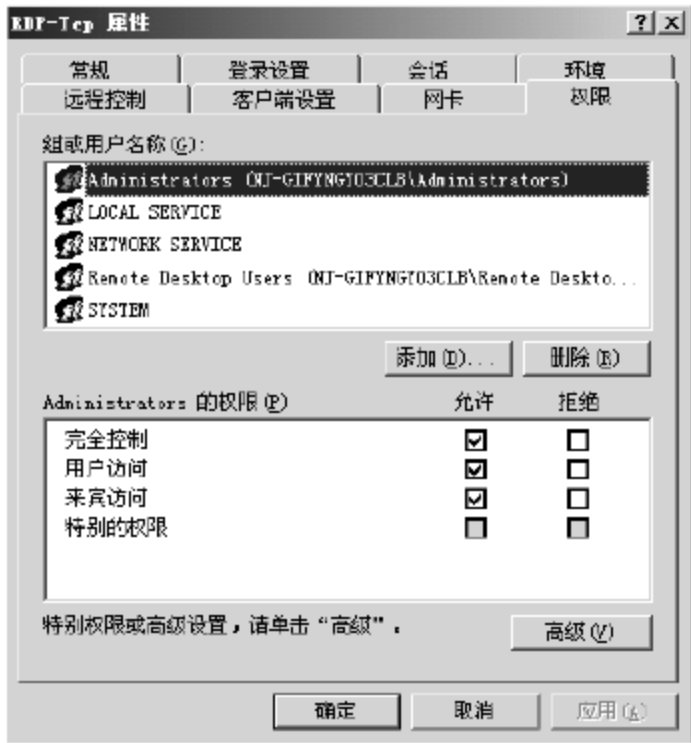 RDP-Tcp 属性
常规 登录设置 会话 环境
远程控制 客户端设置 网卡 权限
组或用户名称(G):
Administrators (NJ-GIFYNGYO3CLB\Administrators)
LOCAL SERVICE
NETWORK SERVICE
Remote Desktop Users (NJ-GIFYNGYO3CLB\Remote Deskto...
SYSTEM
添加(D)... 删除(R)
Administrators 的权限(P) 允许 拒绝
完全控制
用户访问
来宾访问
特别的权限
特别权限或高级设置，请单击“高级”。
高级(V)
确定 取消 应用(A)